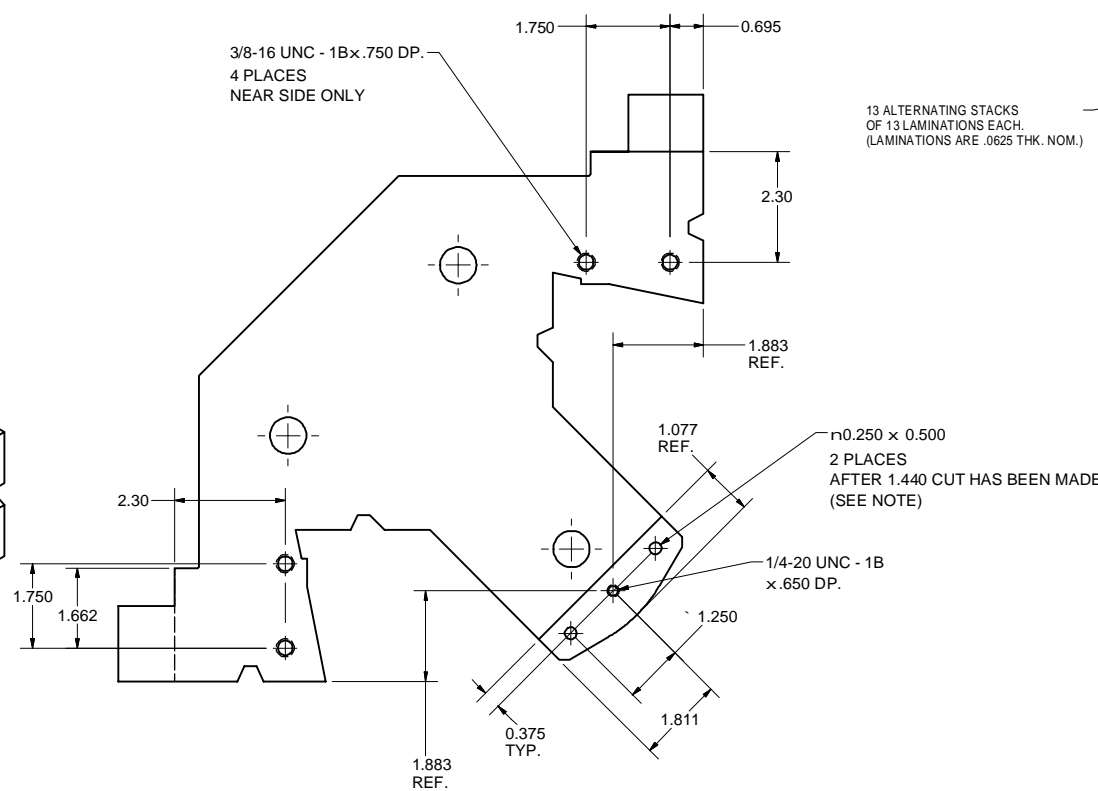 1.750
0.695
3/8-16 UNC - 1B×.750 DP.
4 PLACES
NEAR SIDE ONLY
13 ALTERNATING STACKS
OF 13 LAMINATIONS EACH.
(LAMINATIONS ARE .0625 THK. NOM.)
2.30
1.883
REF.
1.077
REF.
n0.250 × 0.500
2 PLACES
AFTER 1.440 CUT HAS BEEN MADE
(SEE NOTE)
2.30
1/4-20 UNC - 1B
×.650 DP.
1.750
1.662
1.250
1.811
0.375
TYP.
1.883
REF.